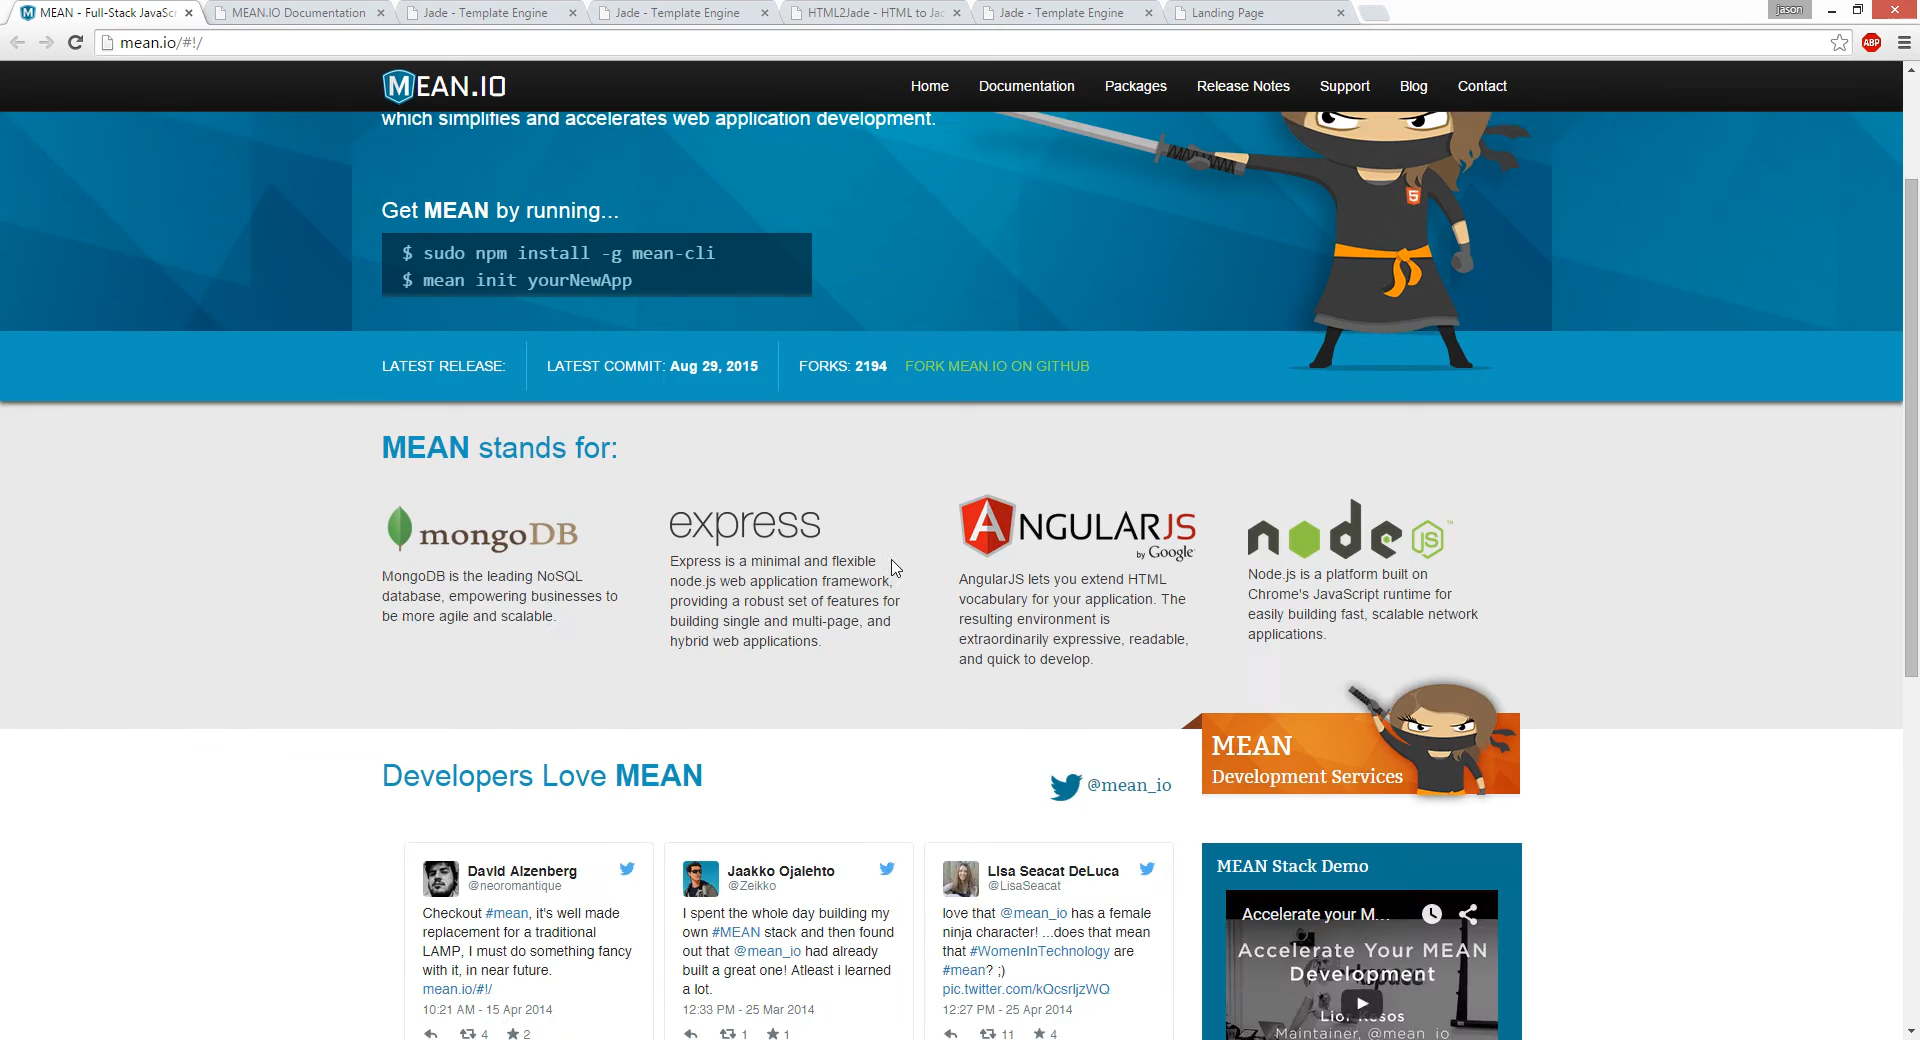 MEAN - Full-Stack JavaScr
MEAN.IO Documentation
Jade - Template Engine
Jade - Template Engine
HTML2Jade - HTML to Jad
Jade - Template Engine
Landing Page
jason
mean.io/#!/
ABP
MEAN.IO
Home
Documentation
Packages
Release Notes
Support
Blog
Contact
which simplifies and accelerates web application development.
5
Get MEAN by running...
$ sudo npm install -g mean-cli
$ mean init yourNewApp
LATEST RELEASE:
LATEST COMMIT: Aug 29, 2015
FORKS: 2194
FORK MEAN.IO ON GITHUB
MEAN stands for:
mongoDB
MongoDB is the leading NoSQL
database, empowering businesses to
be more agile and scalable.
express
Express is a minimal and flexible
node.js web application framework,
providing a robust set of features for
building single and multi-page, and
hybrid web applications.
ANGULARJS
by Google
AngularJS lets you extend HTML
vocabulary for your application. The
resulting environment is
extraordinarily expressive, readable,
and quick to develop.
node
JS
™
Node.js is a platform built on
Chrome's JavaScript runtime for
easily building fast, scalable network
applications.
MEAN
Development Services
Developers Love MEAN
@mean_io
David Aizenberg
@neoromantique
Checkout #mean, it's well made
replacement for a traditional
LAMP, I must do something fancy
with it, in near future.
mean.io/#!/
10:21 AM - 15 Apr 2014
4
2
Jaakko Ojalehto
@Zeikko
I spent the whole day building my
own #MEAN stack and then found
out that @mean_io had already
built a great one! Atleast i learned
a lot.
12:33 PM - 25 Mar 2014
1
1
Lisa Seacat DeLuca
@LisaSeacat
love that @mean_io has a female
ninja character! ...does that mean
that #WomenInTechnology are
#mean? ;)
pic.twitter.com/kQcsrljzWQ
12:27 PM - 25 Apr 2014
11
4
MEAN Stack Demo
Accelerate your M...
Accelerate Your MEAN
Development
Maintainer, @mean_io